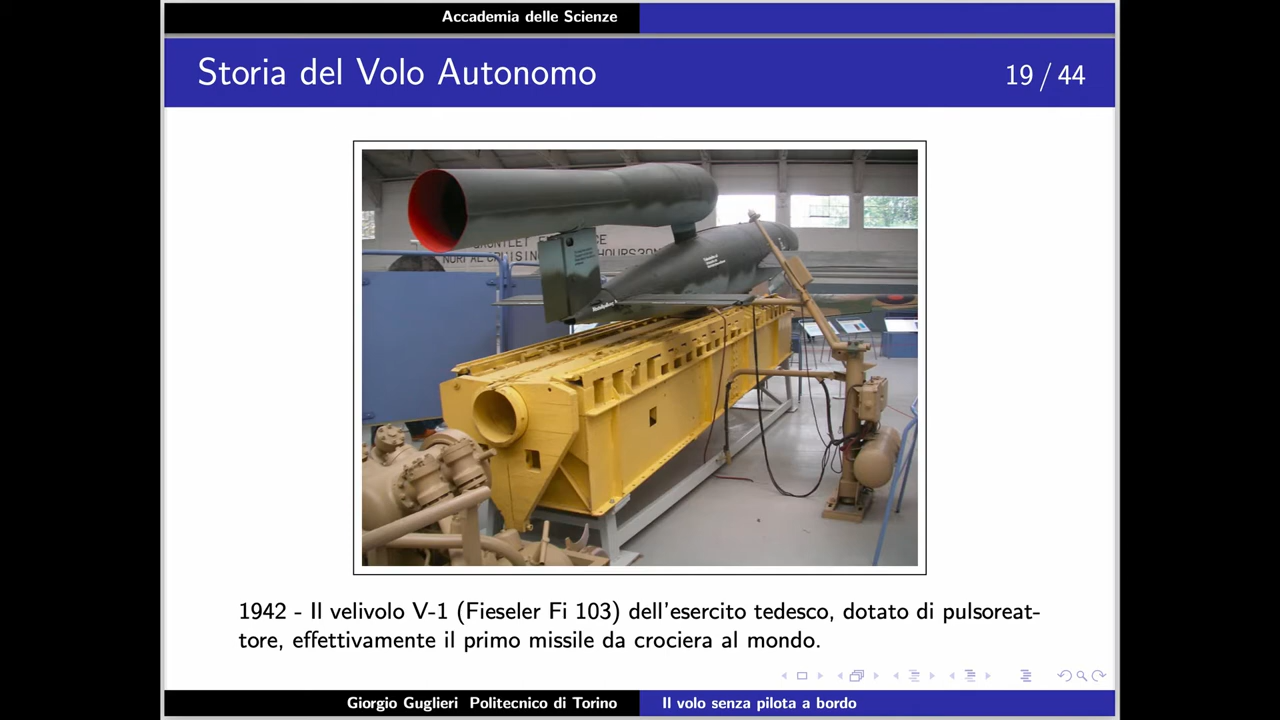 Accademia delle Scienze
Storia del Volo Autonomo
19 / 44
1942 - Il velivolo V-1 (Fieseler Fi 103) dell'esercito tedesco, dotato di pulsoreat-
tore, effettivamente il primo missile da crociera al mondo.
Giorgio Guglieri Politecnico di Torino
Il volo senza pilota a bordo